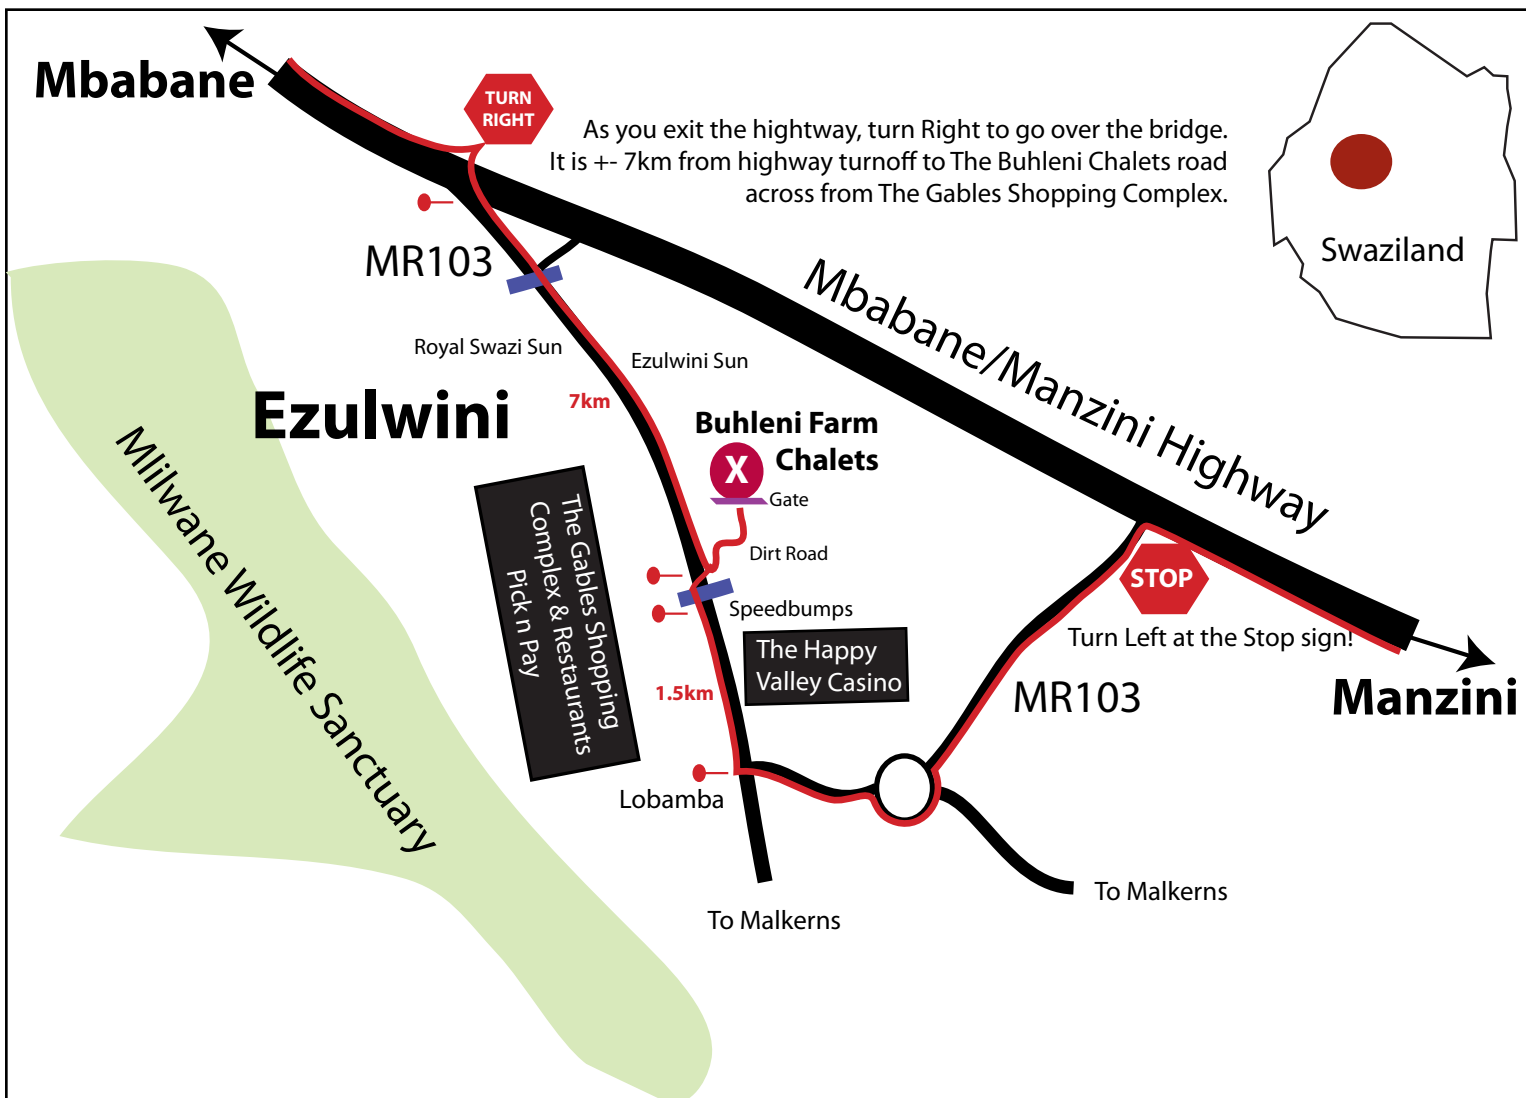 Mbabane
TURN
RIGHT
As you exit the hightway, turn Right to go over the bridge.
It is +- 7km from highway turnoff to The Buhleni Chalets road
across from The Gables Shopping Complex.
Swaziland
MR103
Mbabane/Manzini Highway
Royal Swazi Sun
Ezulwini Sun
7km
Ezulwini
Buhleni Farm
Chalets
X
Gate
Dirt Road
Speedbumps
Mlilwane Wildlife Sanctuary
The Gables Shopping
Complex & Restaurants
Pick n Pay
The Happy
Valley Casino
1.5km
STOP
Turn Left at the Stop sign!
MR103
Manzini
Lobamba
To Malkerns
To Malkerns